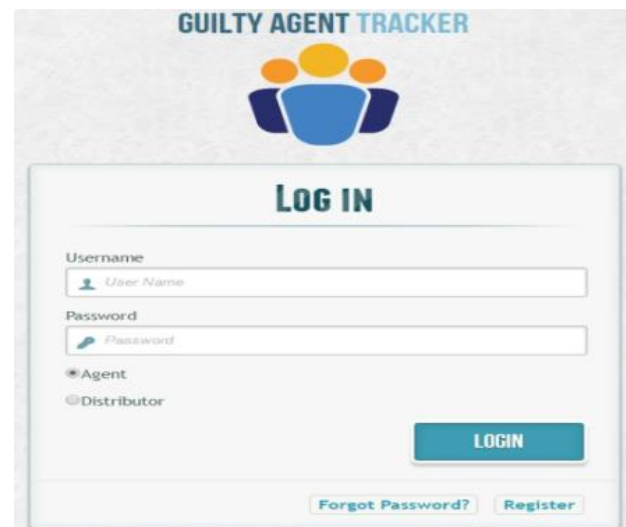 GUILTY AGENT TRACKER
LOG IN
Username
User Name
Password
Password
Agent
Distributor
LOGIN
Forgot Password? Register